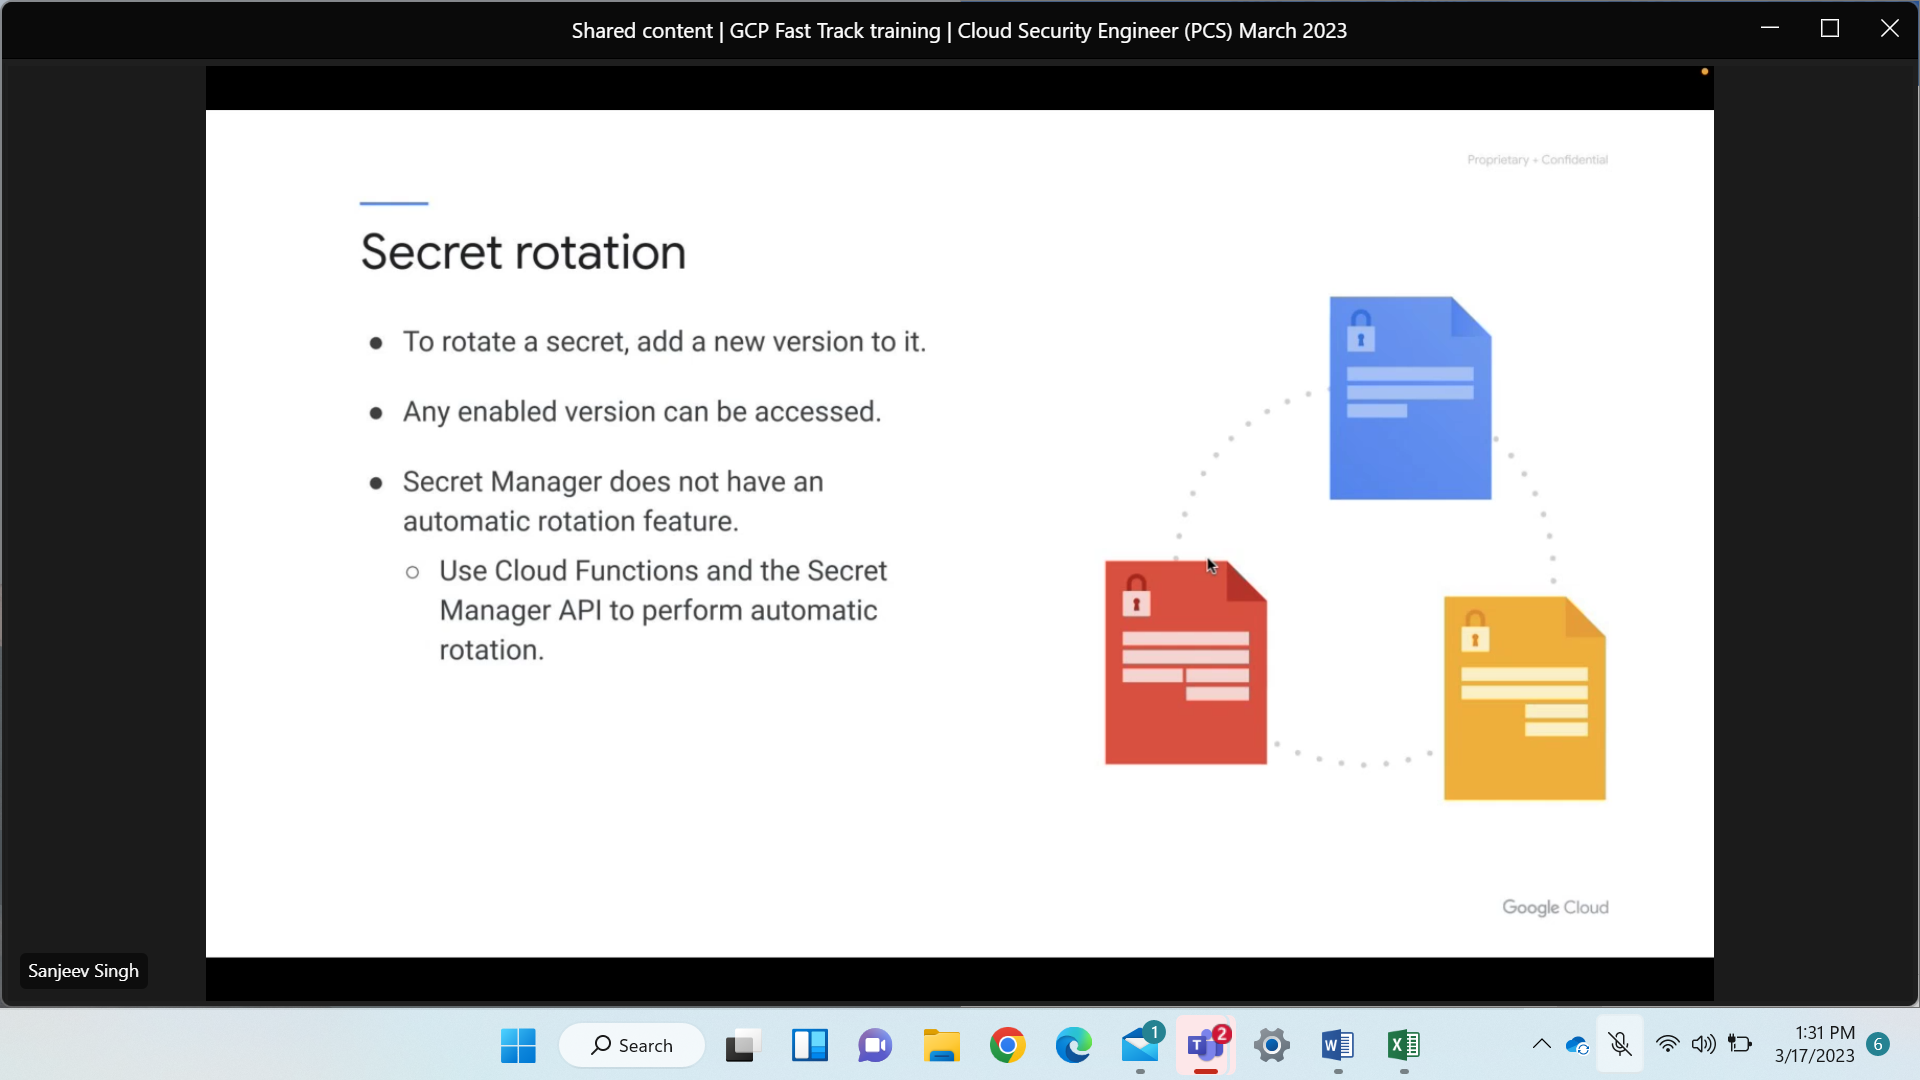 Shared content | GCP Fast Track training | Cloud Security Engineer (PCS) March 2023
Proprietary + Confidential
Secret rotation
● To rotate a secret, add a new version to it.
● Any enabled version can be accessed.
● Secret Manager does not have an
automatic rotation feature.
○ Use Cloud Functions and the Secret
Manager API to perform automatic
rotation.
Google Cloud
Sanjeev Singh
Search
1
T
2
W
X
1:31 PM
3/17/2023
6